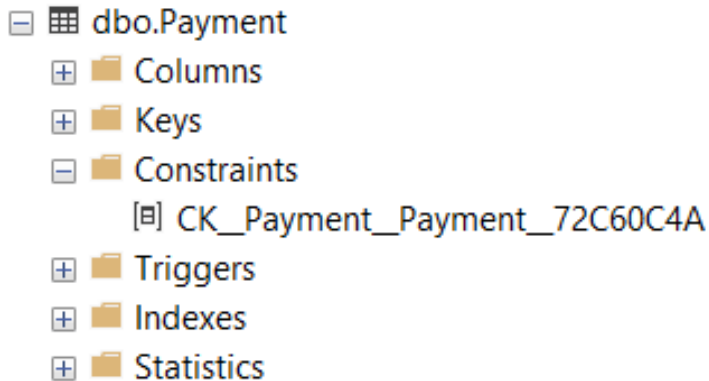 dbo.Payment
Columns
Keys
Constraints
CK__Payment__Payment__72C60C4A
Triggers
Indexes
Statistics